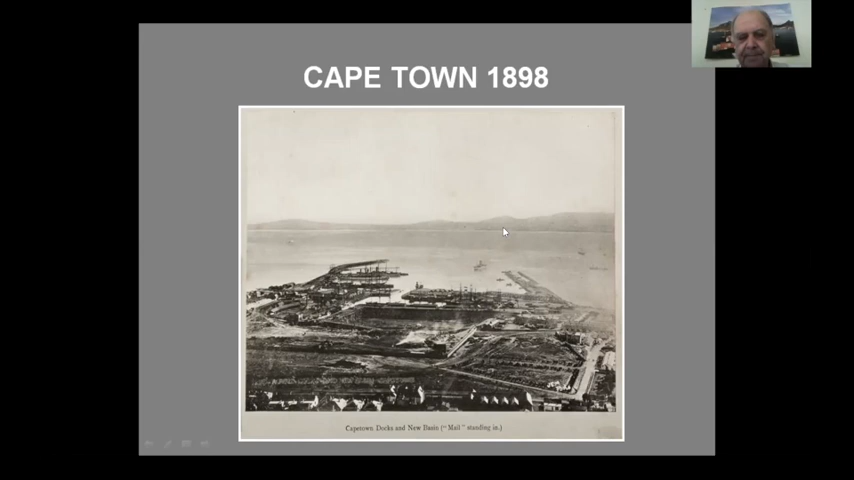 CAPE TOWN 1898
Capetown Docks and New Basin ("Mail" standing in.)